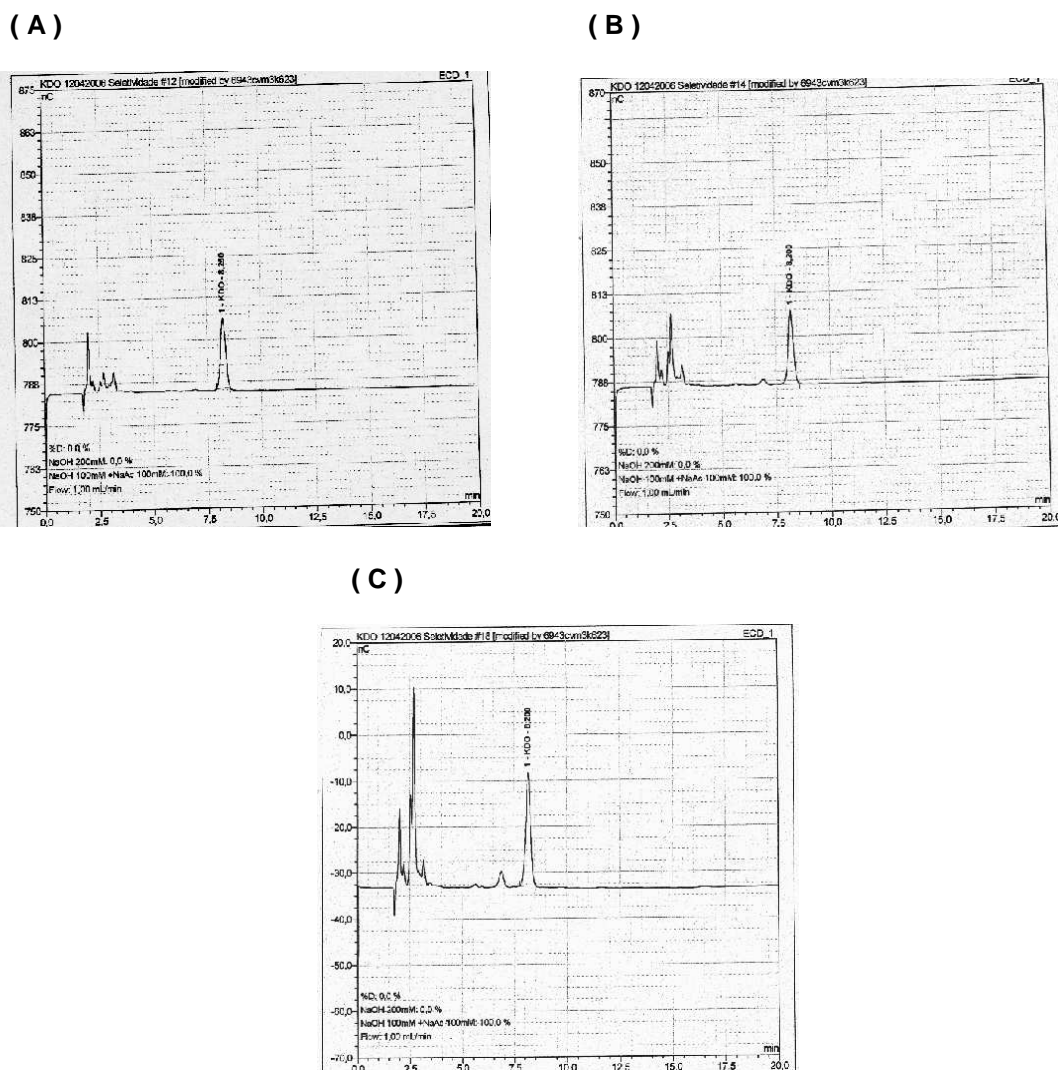 ( A )
( B )
KDO 12042006 Seletividade #12 [modified by 6943cvm3k623]
ECD_1
nC
875
863
850
838
825
813
800
788
775
763
750
1 - KDO - 8,280
%D: 0,0 %
NaOH 200mM: 0,0 %
NaOH 100mM +NaAc 100mM: 100,0 %
Flow: 1,00 mL/min
min
0,0 2,5 5,0 7,5 10,0 12,5 15,0 17,5 20,0
KDO 12042006 Seletividade #14 [modified by 6943cvm3k623]
ECD_1
870
nC
850
838
825
813
800
788
775
763
750
%D: 0,0 %
NaOH 200mM: 0,0 %
NaOH 100mM +NaAc 100mM: 100,0 %
Flow: 1,00 mL/min
min
0,0 2,5 5,0 7,5 10,0 12,5 15,0 17,5 20,0
( C )
KDO 12042006 Seletividade [modified by 6943cvm3k623]
ECD_1
20,0
nC
10,0
0,0
-10,0
-20,0
-30,0
-40,0
-50,0
-60,0
-70,0
%D: 0,0 %
NaOH 200mM: 0,0 %
NaOH 100mM +NaAc 100mM: 100,0 %
Flow: 1,00 mL/min
min
0,0 2,5 5,0 7,5 10,0 12,5 15,0 17,5 20,0